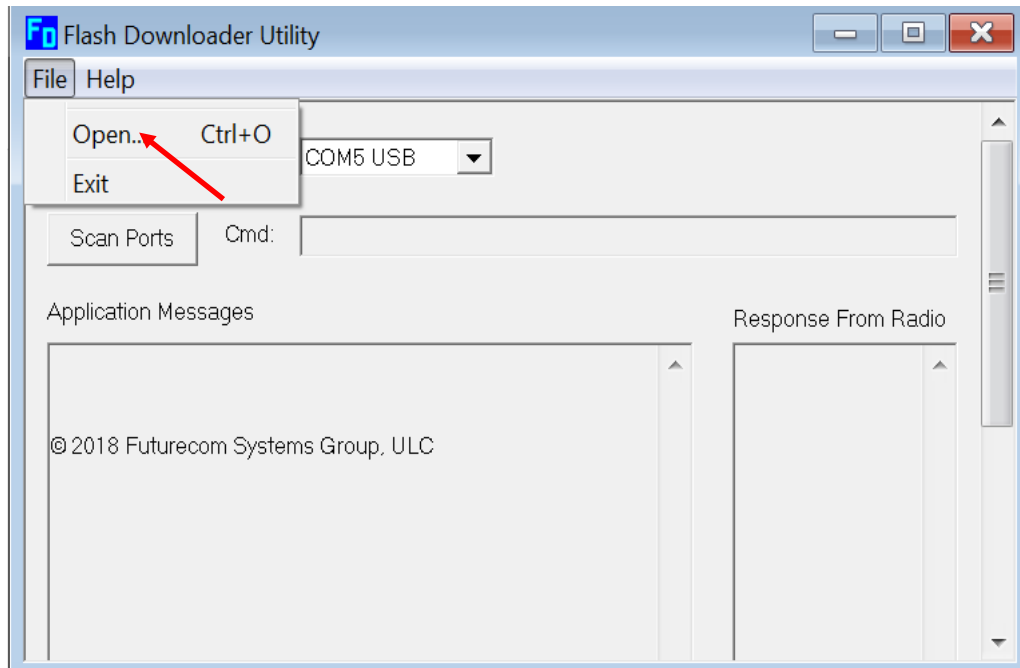 FD Flash Downloader Utility
File Help
Open... Ctrl+O
Exit
COM5 USB
Scan Ports Cmd:
Application Messages
Response From Radio
© 2018 Futurecom Systems Group, ULC